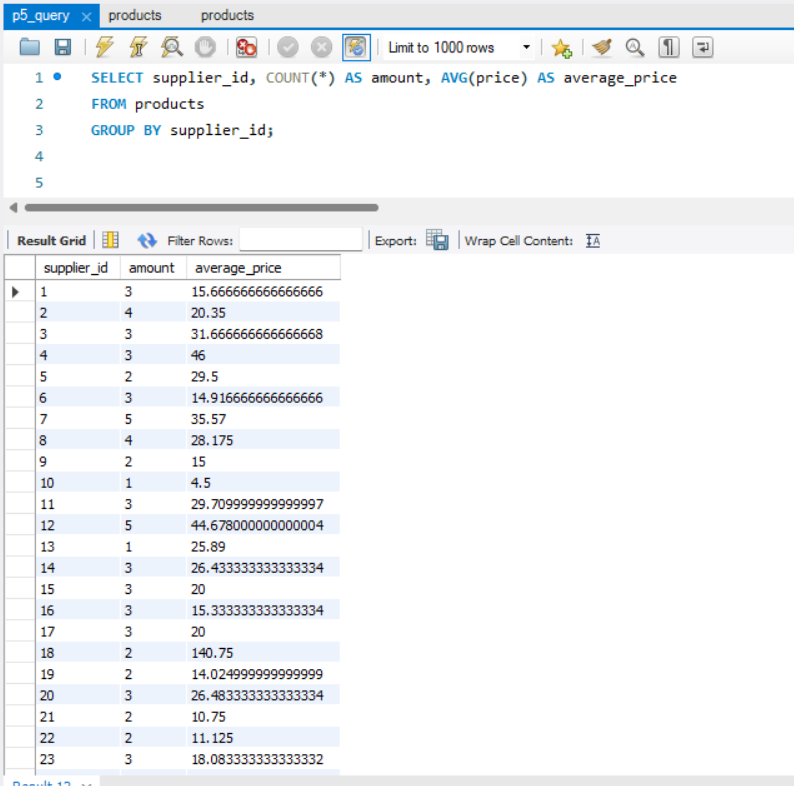 p5_query × products products
Limit to 1000 rows
1 SELECT supplier_id, COUNT(*) AS amount, AVG(price) AS average_price
2 FROM products
3 GROUP BY supplier_id;
4
5
Result Grid Filter Rows: Export: Wrap Cell Content: IA
supplier_id amount average_price
1 3 15.666666666666666
2 4 20.35
3 3 31.666666666666668
4 3 46
5 2 29.5
6 3 14.916666666666666
7 5 35.57
8 4 28.175
9 2 15
10 1 4.5
11 3 29.709999999999997
12 5 44.678000000000004
13 1 25.89
14 3 26.433333333333334
15 3 20
16 3 15.333333333333334
17 3 20
18 2 140.75
19 2 14.024999999999999
20 3 26.483333333333334
21 2 10.75
22 2 11.125
23 3 18.083333333333332